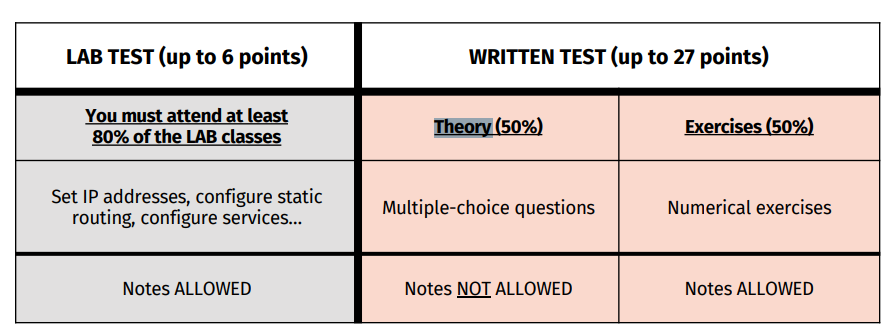 LAB TEST (up to 6 points)
WRITTEN TEST (up to 27 points)
You must attend at least
80% of the LAB classes
Theory (50%)
Exercises (50%)
Set IP addresses, configure static
routing, configure services...
Multiple-choice questions
Numerical exercises
Notes ALLOWED
Notes NOT ALLOWED
Notes ALLOWED